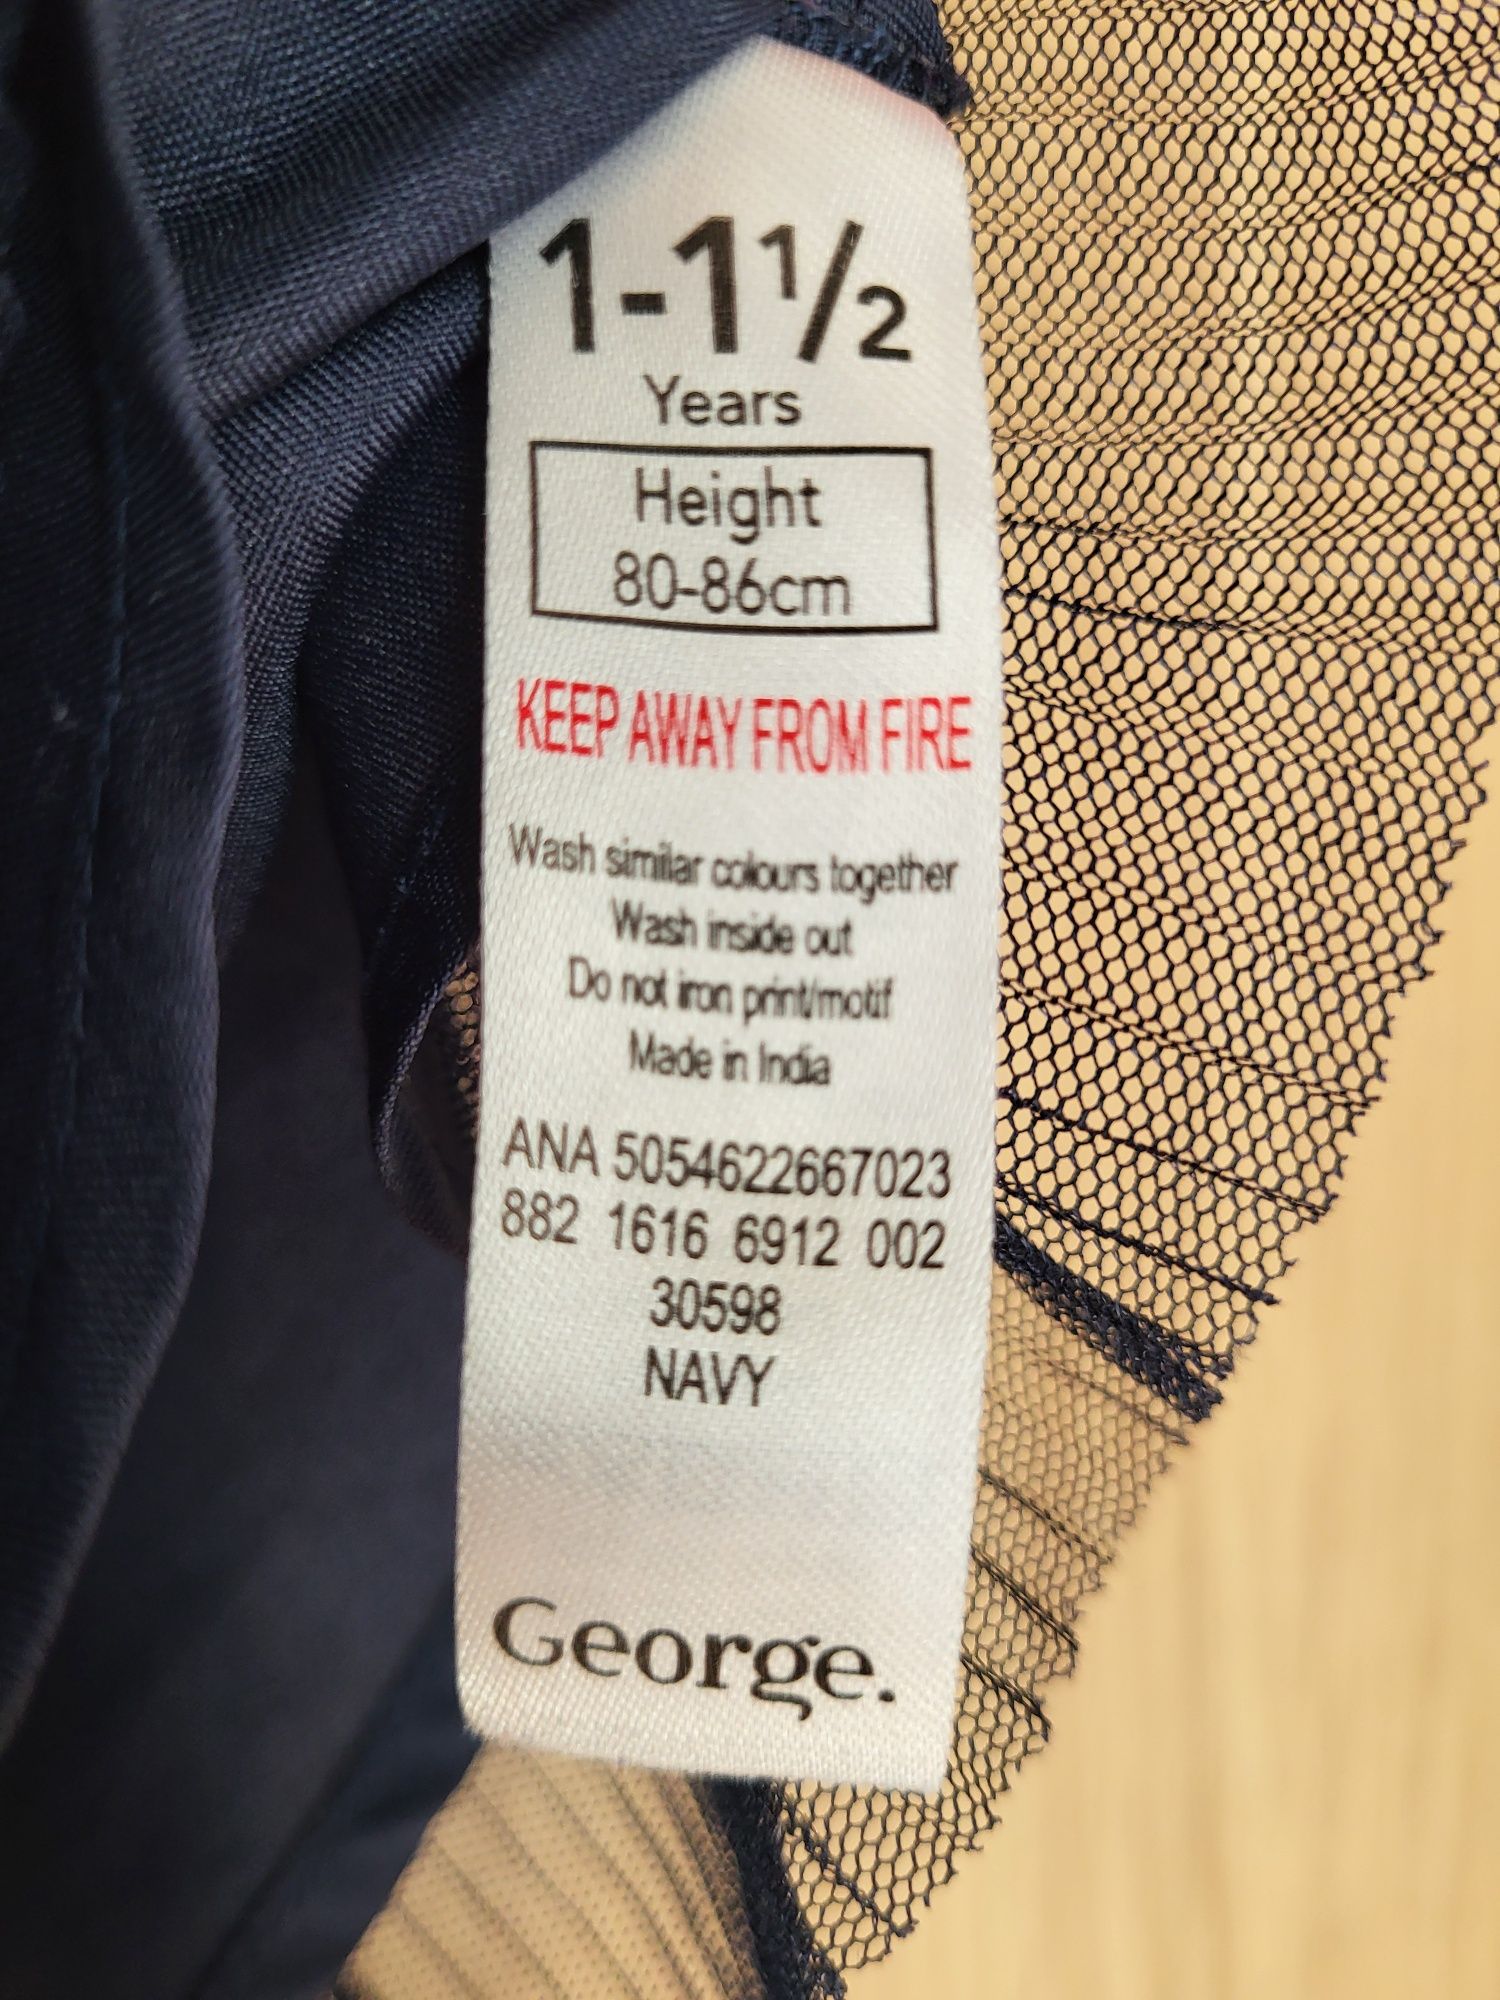 1-1½
Years
Height
80-86cm
KEEP AWAY FROM FIRE
Wash similar colours together
Wash inside out
Do not iron print/motif
Made in India
ANA 5054622667023
882 1616 6912 002
30598
NAVY
George.